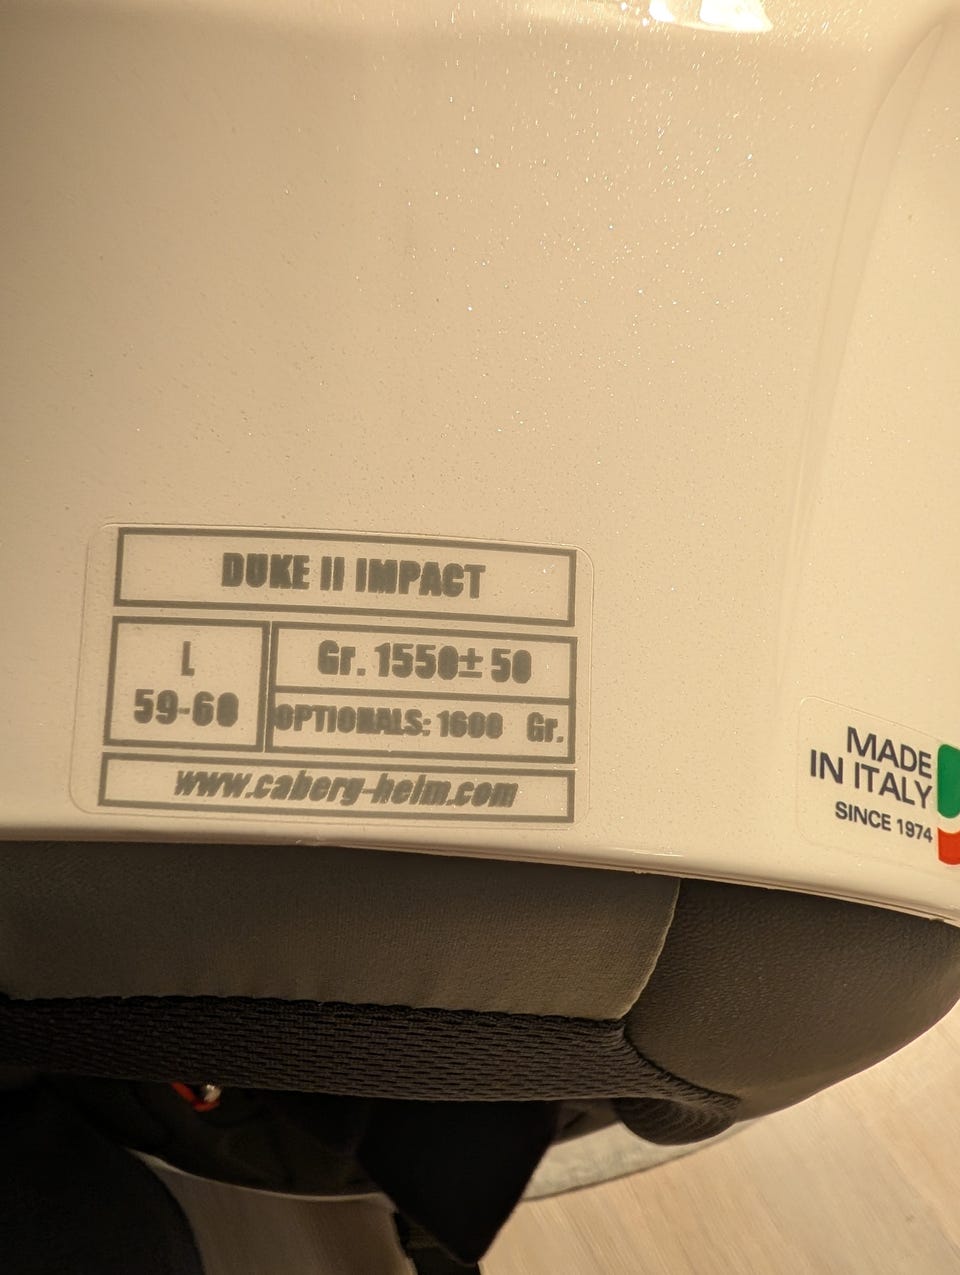 DUKE II IMPACT
L
59-60
Gr. 1550± 50
OPTIONALS: 1600 Gr.
www.caberg-helm.com
MADE
IN ITALY
SINCE 1974